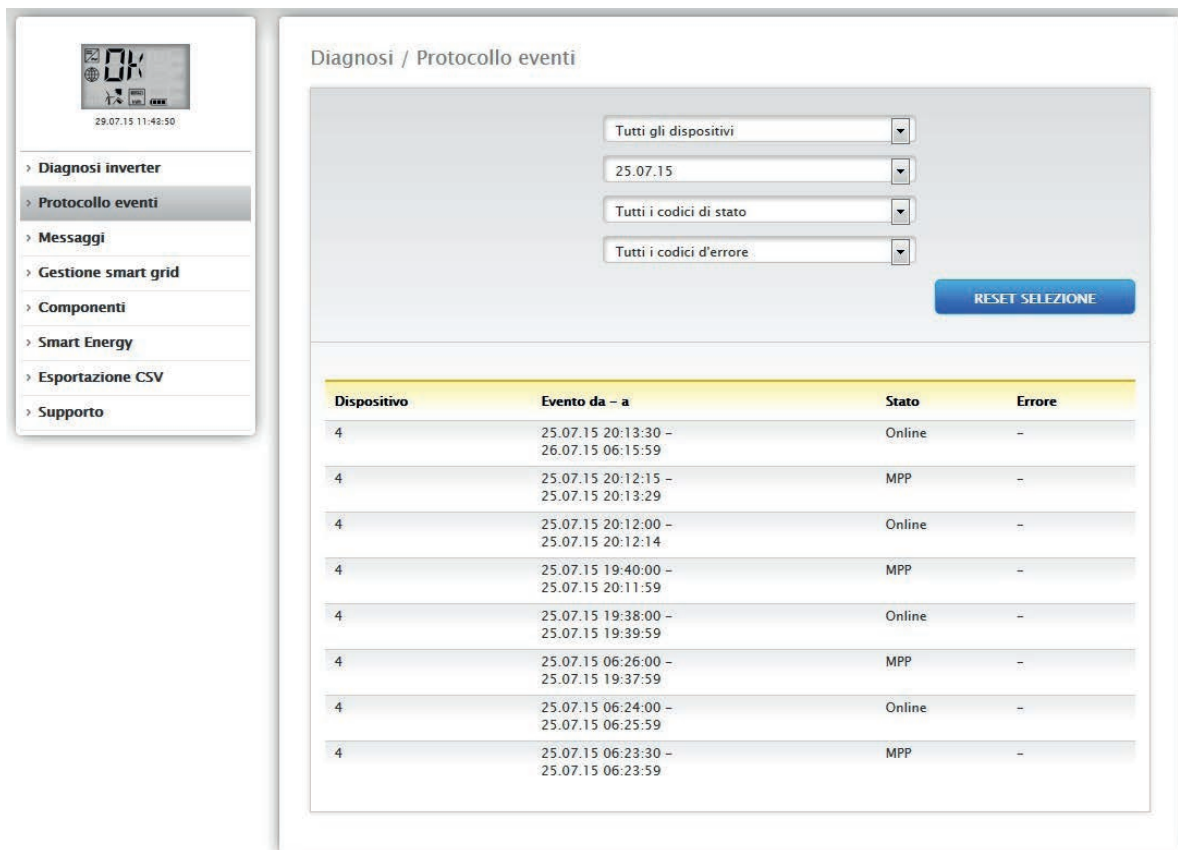 OK
29.07.15 11:43:50
Diagnosi inverter
Protocollo eventi
Messaggi
Gestione smart grid
Componenti
Smart Energy
Esportazione CSV
Supporto
Diagnosi / Protocollo eventi
Tutti gli dispositivi
25.07.15
Tutti i codici di stato
Tutti i codici d'errore
RESET SELEZIONE
Dispositivo Evento da – a Stato Errore
4 25.07.15 20:13:30 – Online –
26.07.15 06:15:59
4 25.07.15 20:12:15 – MPP –
25.07.15 20:13:29
4 25.07.15 20:12:00 – Online –
25.07.15 20:12:14
4 25.07.15 19:40:00 – MPP –
25.07.15 20:11:59
4 25.07.15 19:38:00 – Online –
25.07.15 19:39:59
4 25.07.15 06:26:00 – MPP –
25.07.15 19:37:59
4 25.07.15 06:24:00 – Online –
25.07.15 06:25:59
4 25.07.15 06:23:30 – MPP –
25.07.15 06:23:59